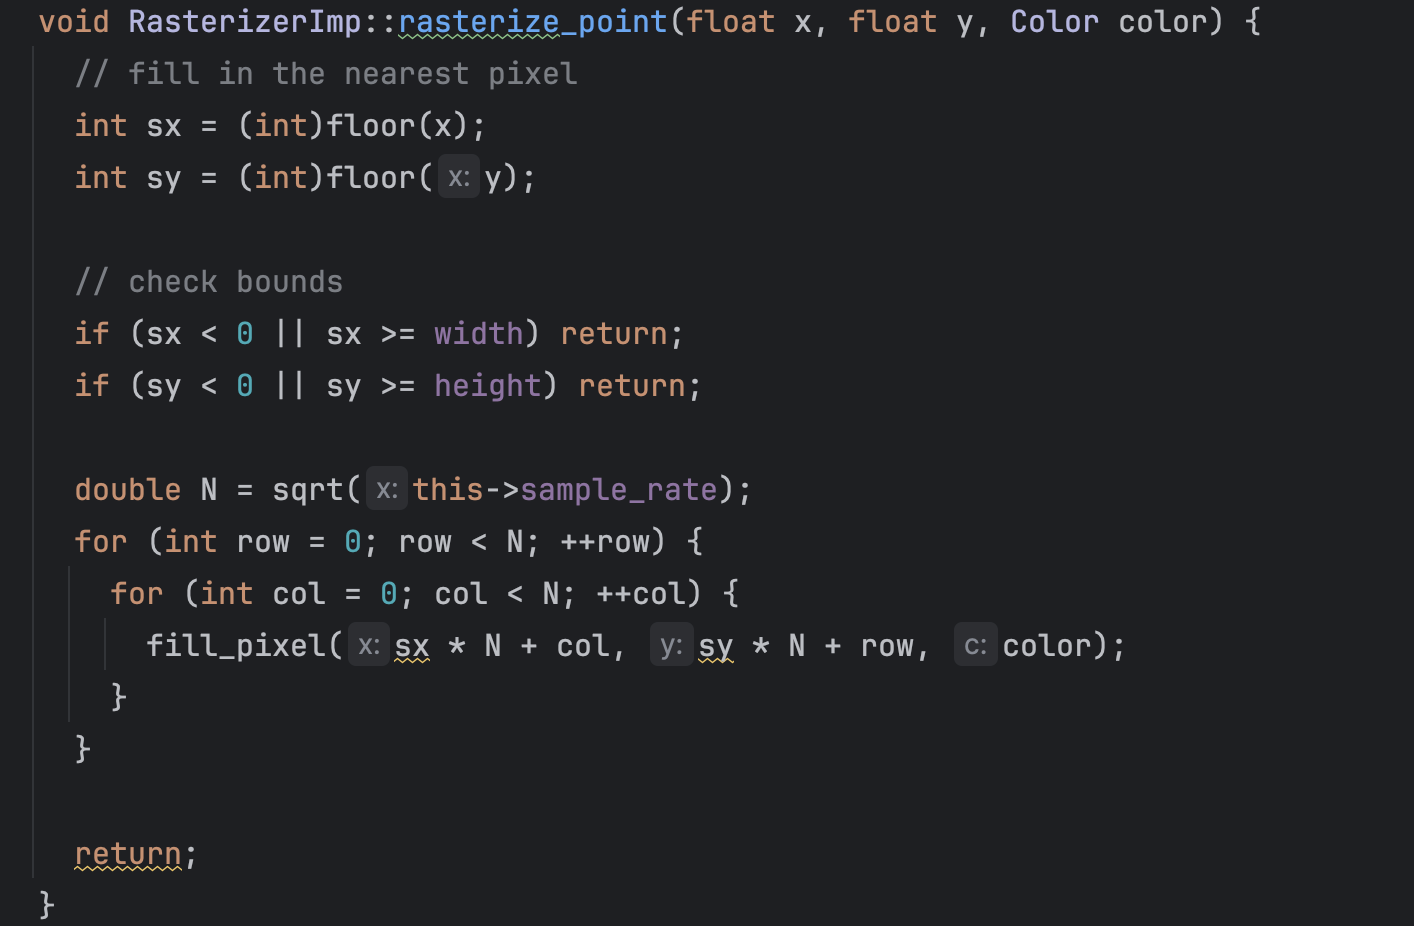 void RasterizerImp::rasterize_point(float x, float y, Color color) {
  // fill in the nearest pixel
  int sx = (int)floor(x);
  int sy = (int)floor( x: y);

  // check bounds
  if (sx < 0 || sx >= width) return;
  if (sy < 0 || sy >= height) return;

  double N = sqrt( x: this->sample_rate);
  for (int row = 0; row < N; ++row) {
    for (int col = 0; col < N; ++col) {
      fill_pixel( x: sx * N + col,  y: sy * N + row,  c: color);
    }
  }

  return;
}